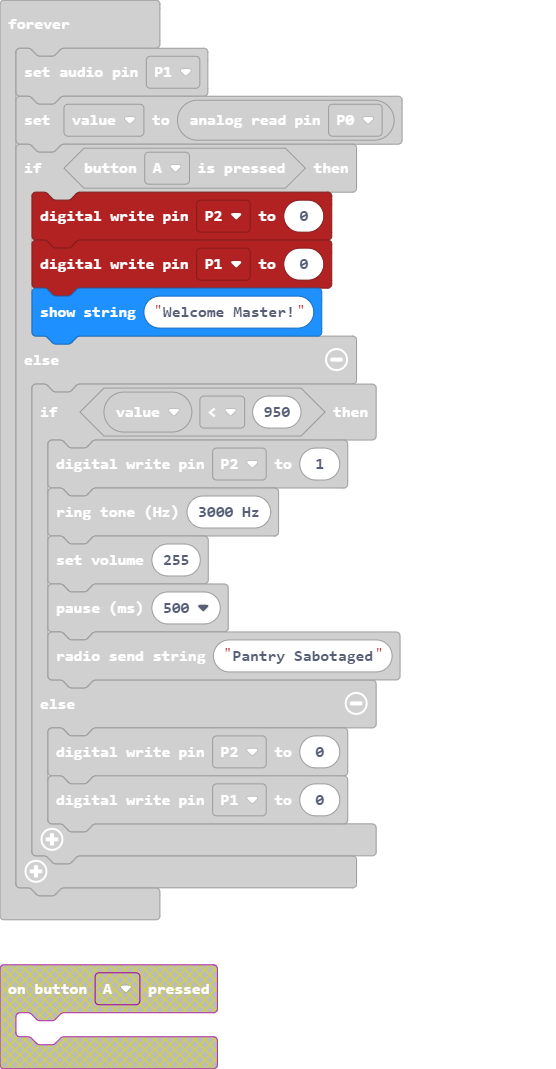 forever
set audio pin P1
set value to analog read pin P0
if button A is pressed then
digital write pin P2 to 0
digital write pin P1 to 0
show string "Welcome Master!"
else
if value < 950 then
digital write pin P2 to 1
ring tone (Hz) 3000 Hz
set volume 255
pause (ms) 500
radio send string "Pantry Sabotaged"
else
digital write pin P2 to 0
digital write pin P1 to 0
on button A pressed